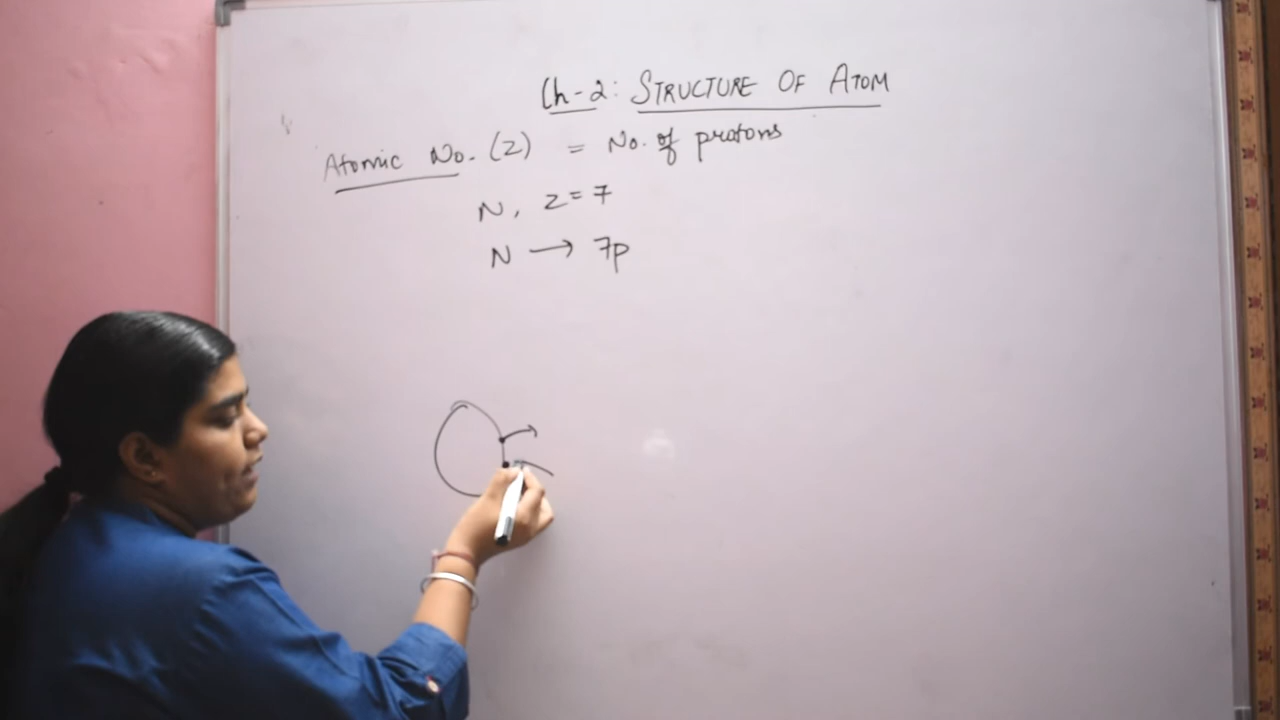 Ch-2: STRUCTURE OF ATOM
Atomic No. (Z) = No. of protons
N, Z = 7
N → 7p